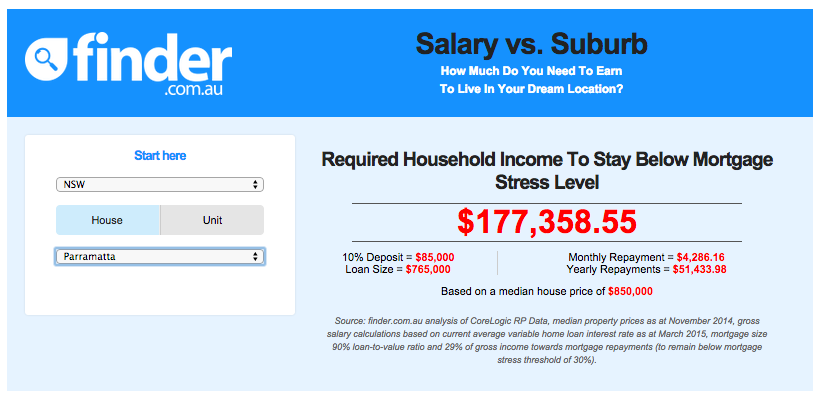 finder
.com.au
Salary vs. Suburb
How Much Do You Need To Earn
To Live In Your Dream Location?
Start here
NSW
House Unit
Parramatta
Required Household Income To Stay Below Mortgage
Stress Level
$177,358.55
10% Deposit = $85,000
Loan Size = $765,000
Monthly Repayment = $4,286.16
Yearly Repayments = $51,433.98
Based on a median house price of $850,000
Source: finder.com.au analysis of CoreLogic RP Data, median property prices as at November 2014, gross
salary calculations based on current average variable home loan interest rate as at March 2015, mortgage size
90% loan-to-value ratio and 29% of gross income towards mortgage repayments (to remain below mortgage
stress threshold of 30%).